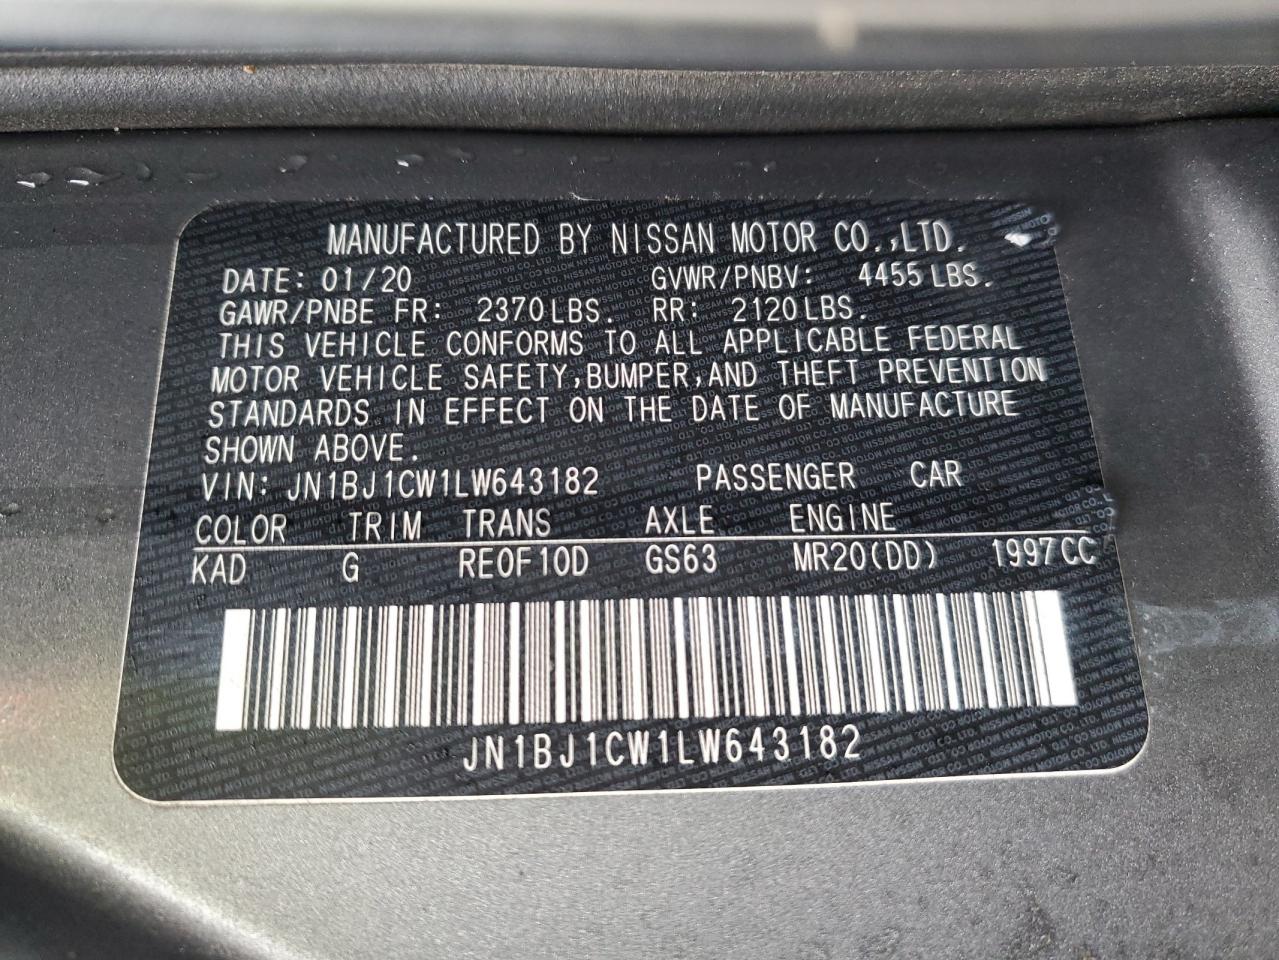 MANUFACTURED BY NISSAN MOTOR CO.,LTD.
DATE: 01/20 GVWR/PNBV: 4455 LBS.
GAWR/PNBE FR: 2370 LBS. RR: 2120 LBS.
THIS VEHICLE CONFORMS TO ALL APPLICABLE FEDERAL
MOTOR VEHICLE SAFETY,BUMPER,AND THEFT PREVENTION
STANDARDS IN EFFECT ON THE DATE OF MANUFACTURE
SHOWN ABOVE.
VIN: JN1BJ1CW1LW643182 PASSENGER CAR
COLOR TRIM TRANS AXLE ENGINE
KAD G RE0F10D GS63 MR20(DD) 1997CC
JN1BJ1CW1LW643182